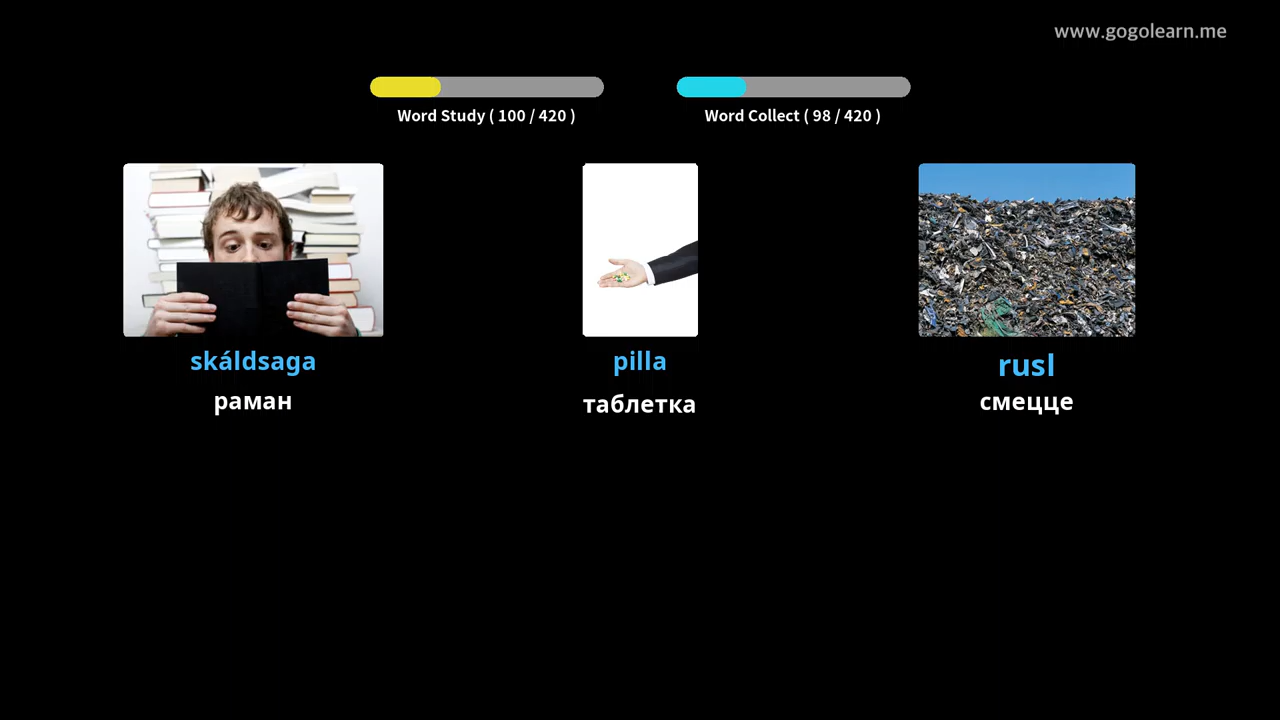 www.gogolearn.me
Word Study ( 100 / 420 )
Word Collect ( 98 / 420 )
skáldsaga
pilla
rusl
раман
таблетка
смецце